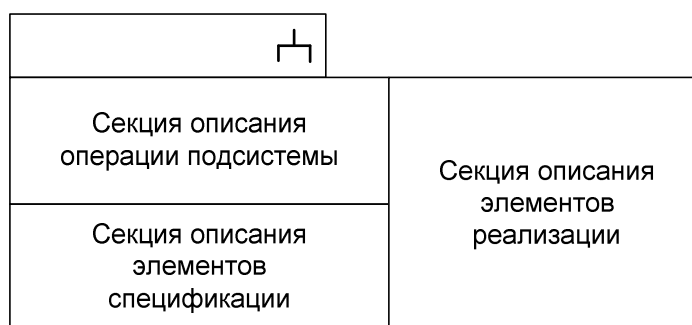 Секция описания
операции подсистемы
Секция описания
элементов
спецификации
Секция описания
элементов
реализации